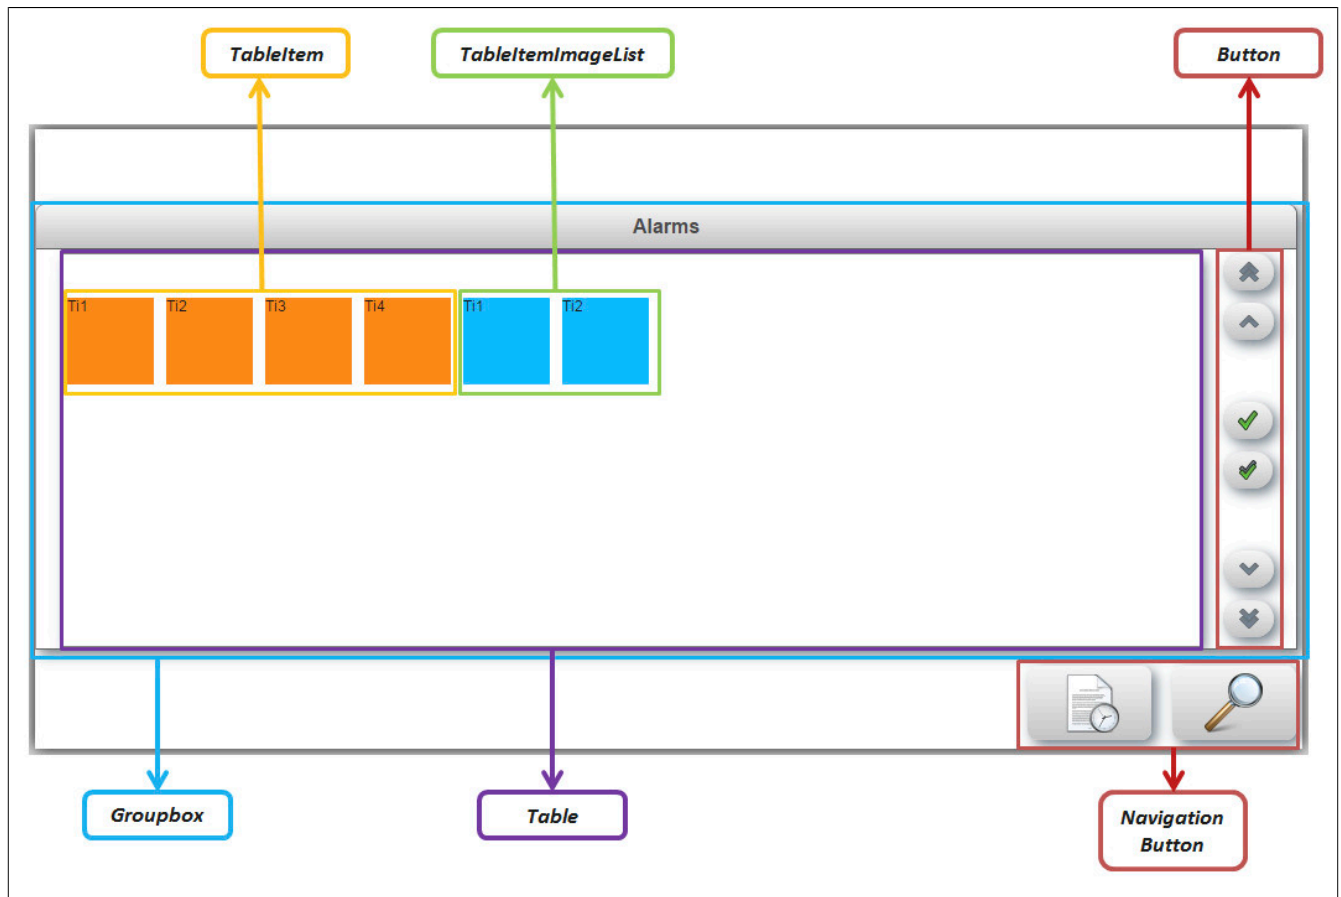 TableItem
TableItemImageList
Button
Alarms
Ti1
Ti2
Ti3
Ti4
Ti1
Ti2
Groupbox
Table
Navigation
Button